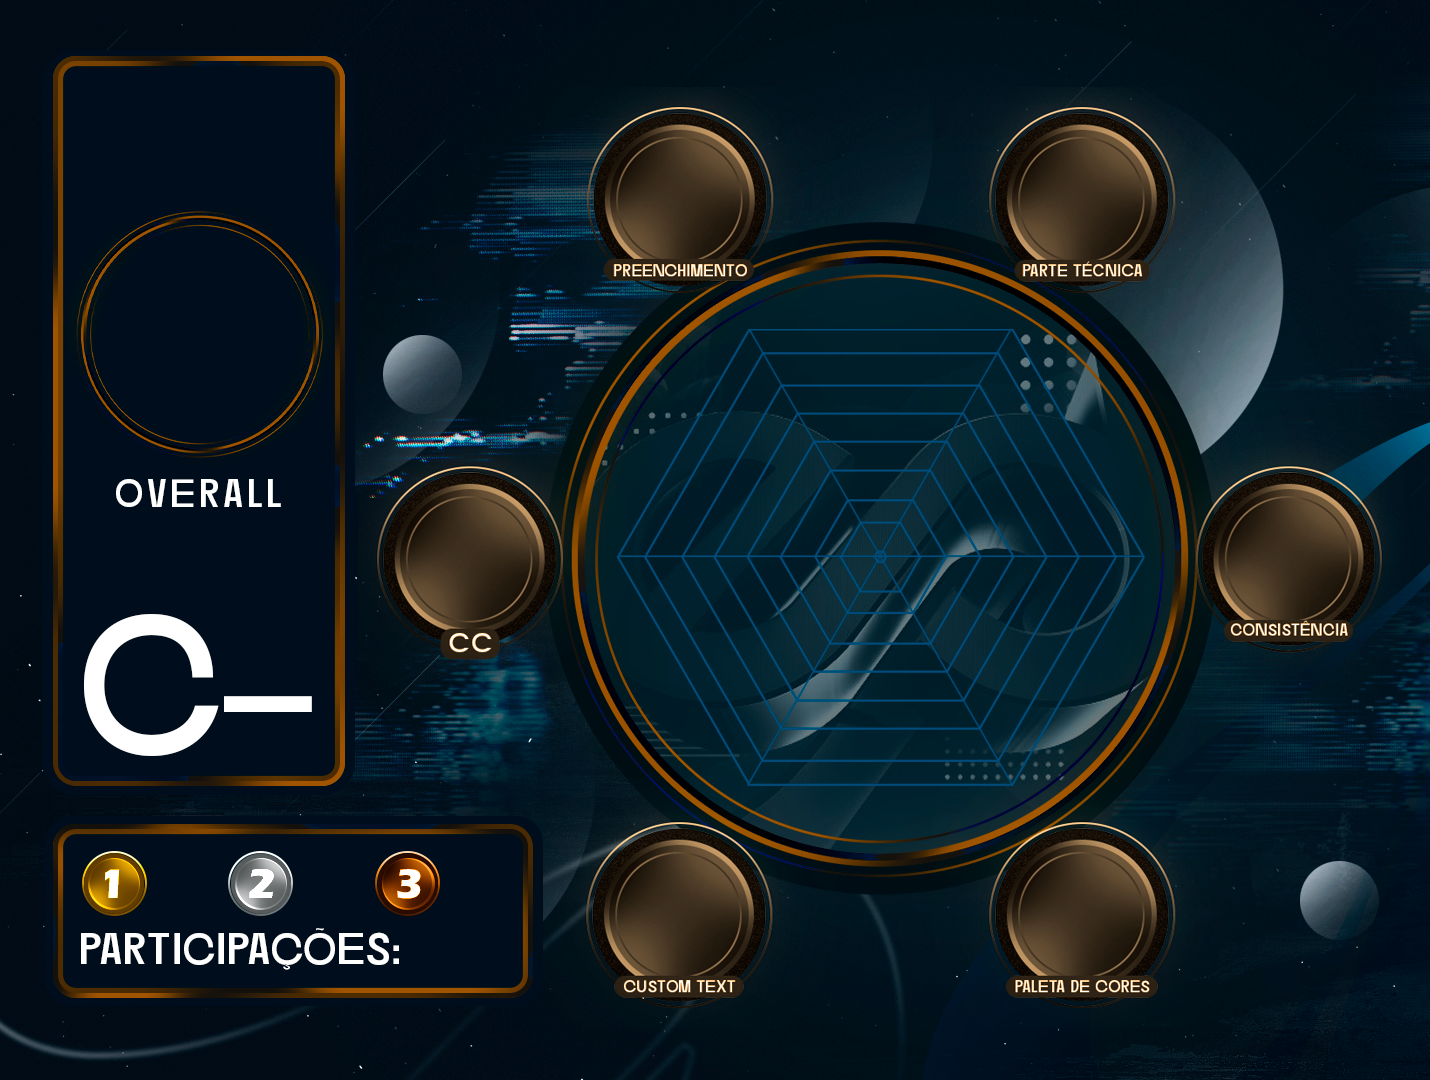 PREENCHIMENTO
PARTE TÉCNICA
OVERALL
C-
CC
CONSISTÊNCIA
1 2 3
PARTICIPAÇÕES:
CUSTOM TEXT
PALETA DE CORES